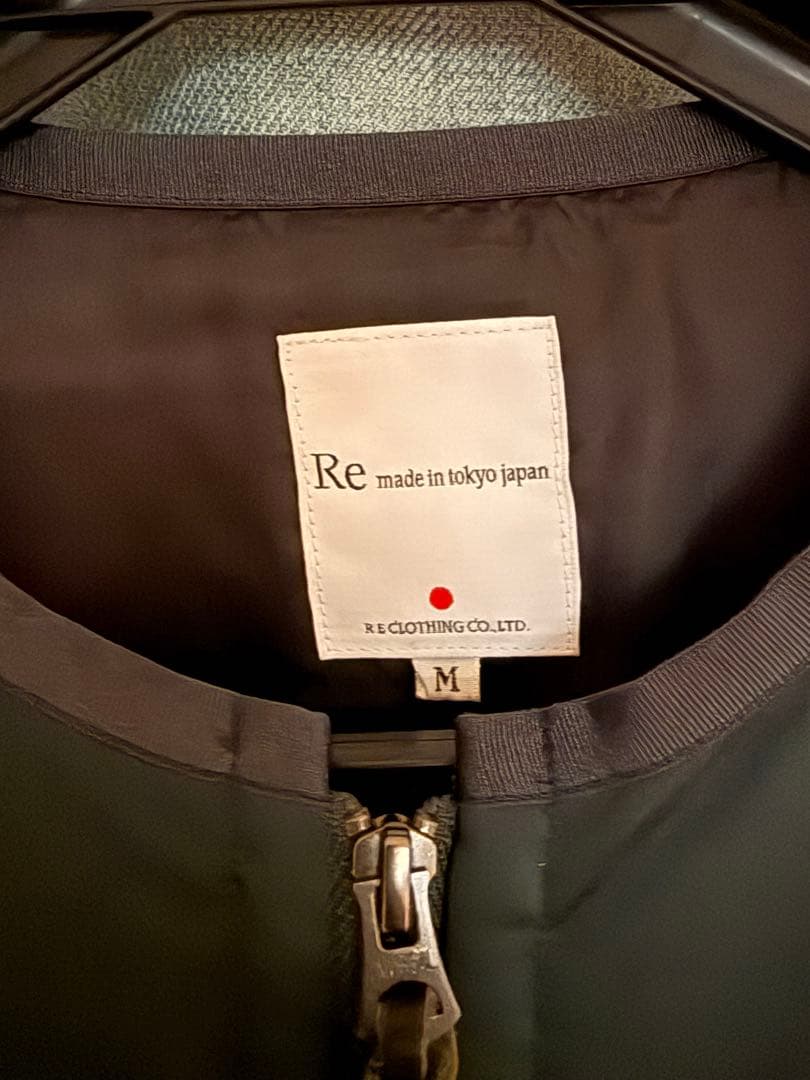 Re made in tokyo japan
RE CLOTHING CO.,LTD.
M